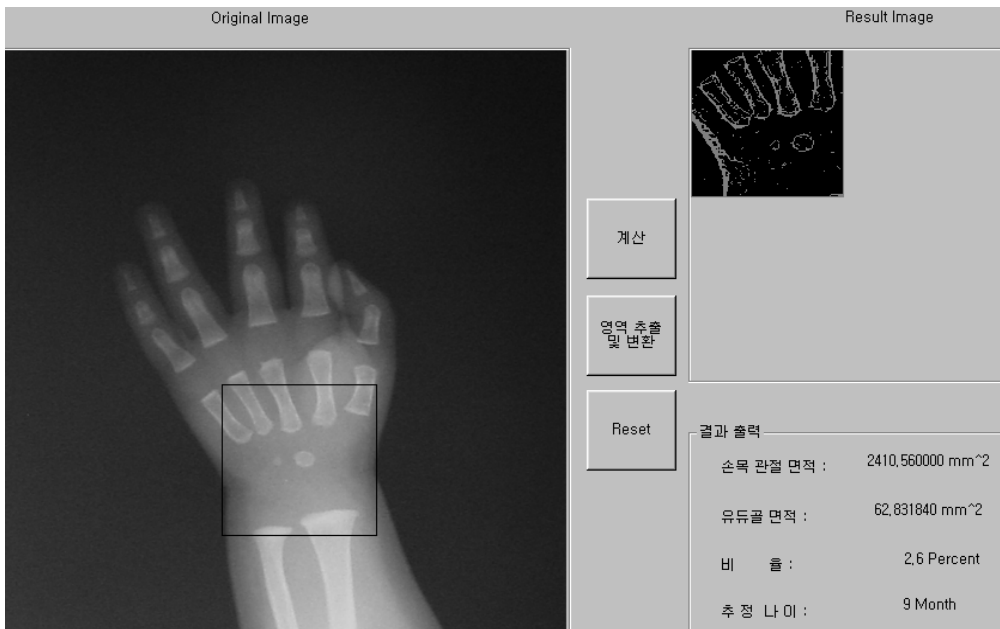 Original Image
Result Image
계산
영역 추출
및 변환
Reset
결과 출력
손목 관절 면적 : 2410,560000 mm^2
유듀골 면적 : 62,831840 mm^2
비 율 : 2,6 Percent
추 정 나 이 : 9 Month